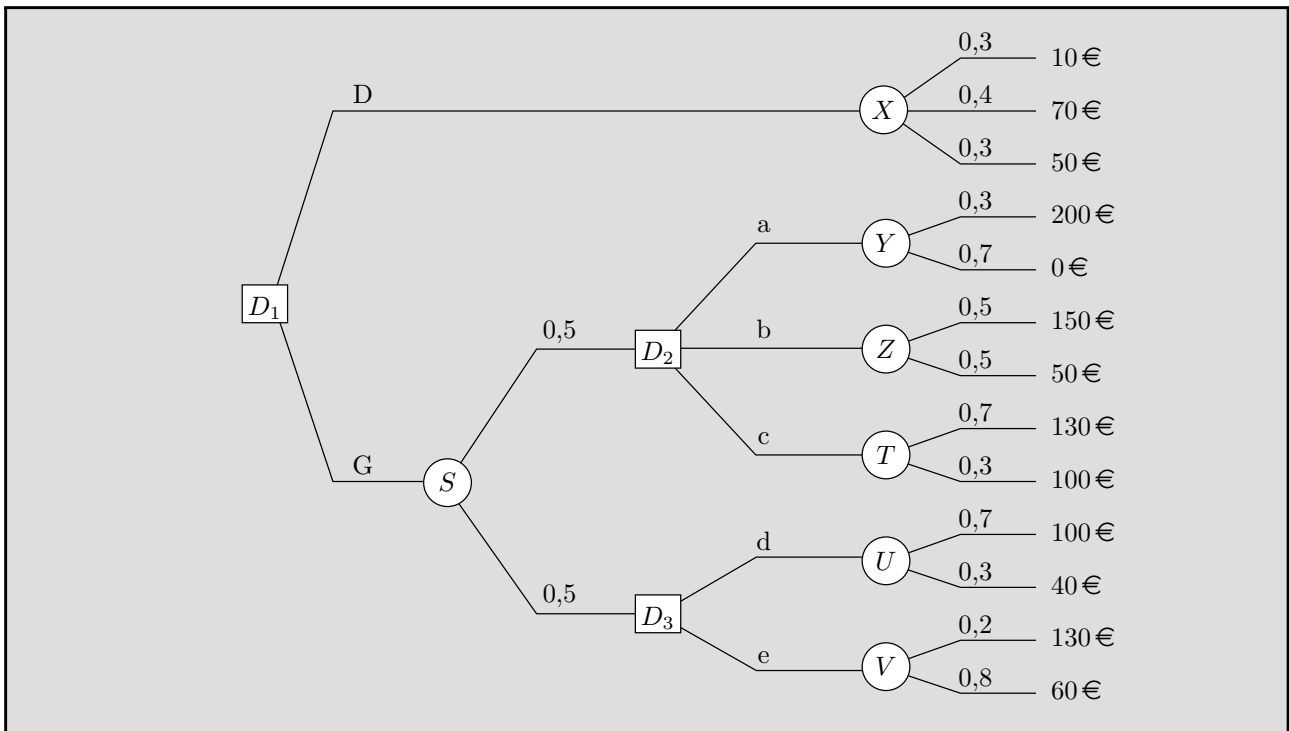 0,3 10 €
D X 0,4 70 €
0,3 50 €
0,3 200 €
a Y
0,7 0 €
D₁
0,5 150 €
0,5 D₂ b Z
0,5 50 €
0,7 130 €
c T
G S 0,3 100 €
0,7 100 €
d U
0,3 40 €
0,5 D₃
0,2 130 €
e V
0,8 60 €